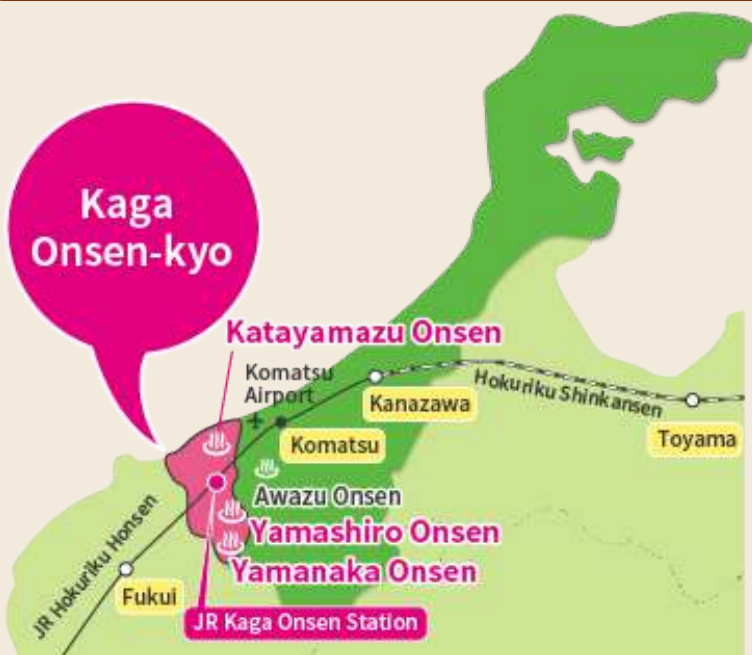 Kaga
Onsen-kyo
Katayamazu Onsen
Komatsu
Airport
Kanazawa
Hokuriku Shinkansen
Toyama
Komatsu
Awazu Onsen
Yamashiro Onsen
Yamanaka Onsen
JR Hokuriku Honsen
Fukui
JR Kaga Onsen Station